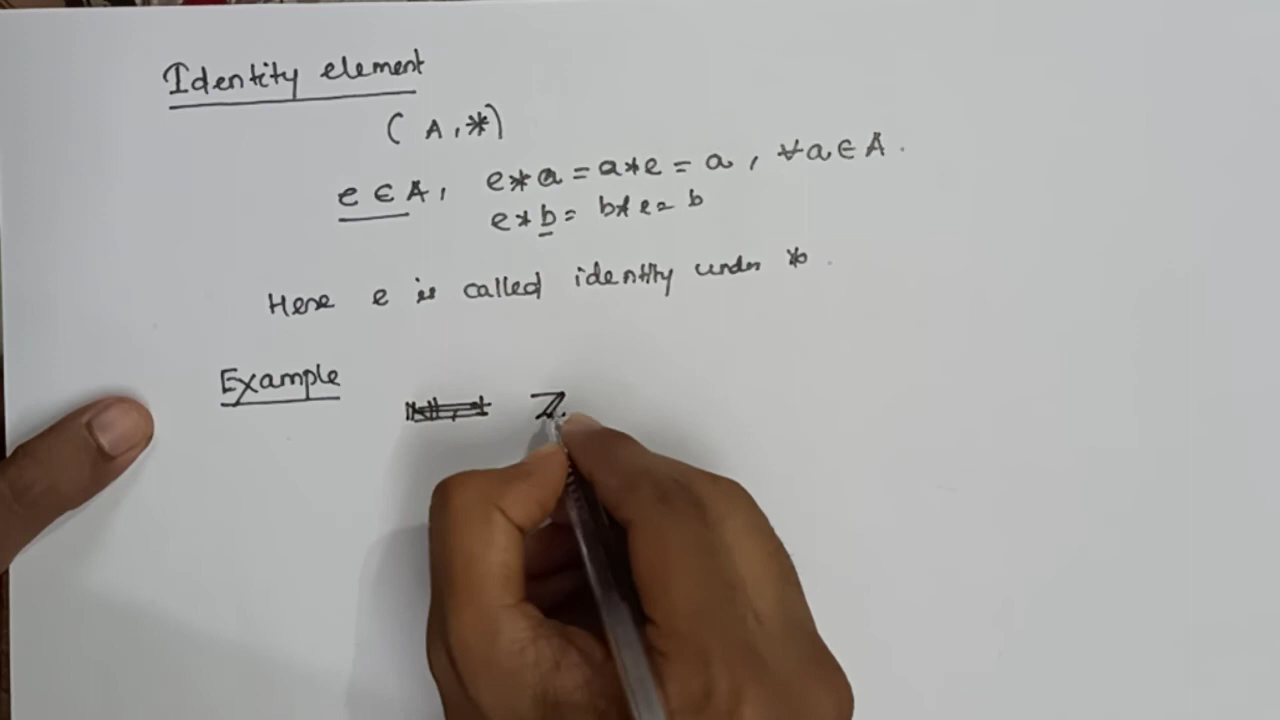 Identity element
(A,*)
e ∈ A, e*a = a*e = a, ∀a∈A.
e*b = b*e = b
Here e is called identity under *.
Example
Z